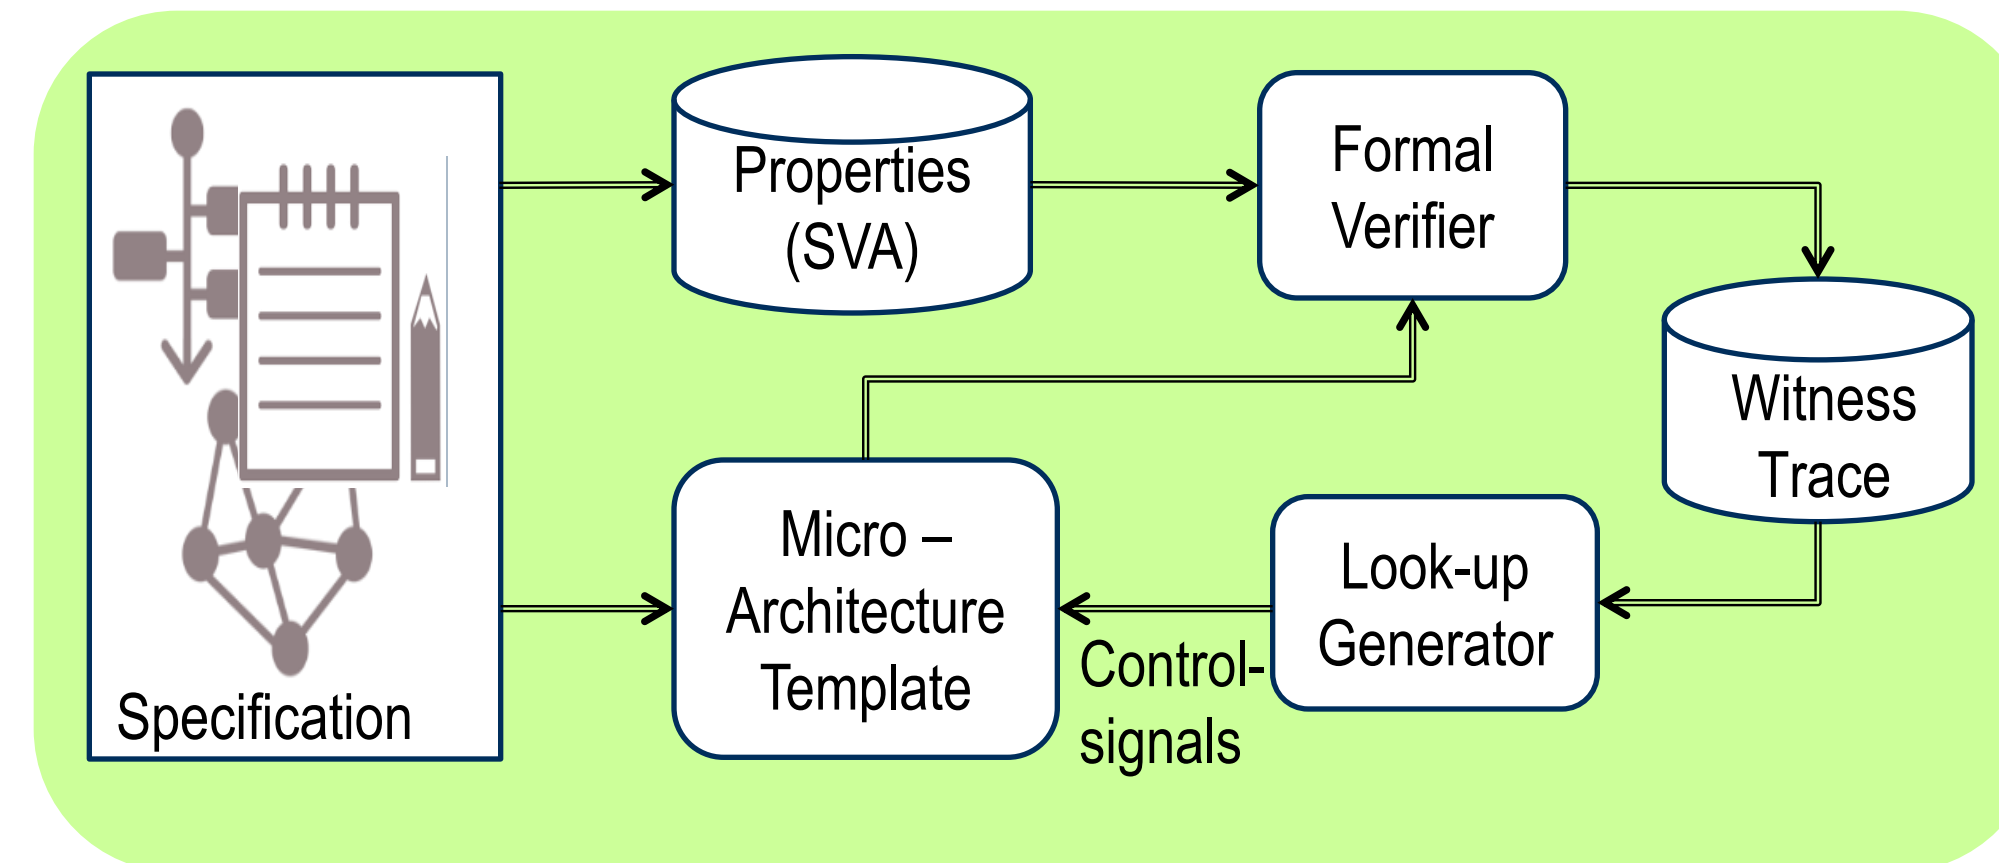 Specification
Properties
(SVA)
Formal
Verifier
Witness
Trace
Micro –
Architecture
Template
Control-
signals
Look-up
Generator